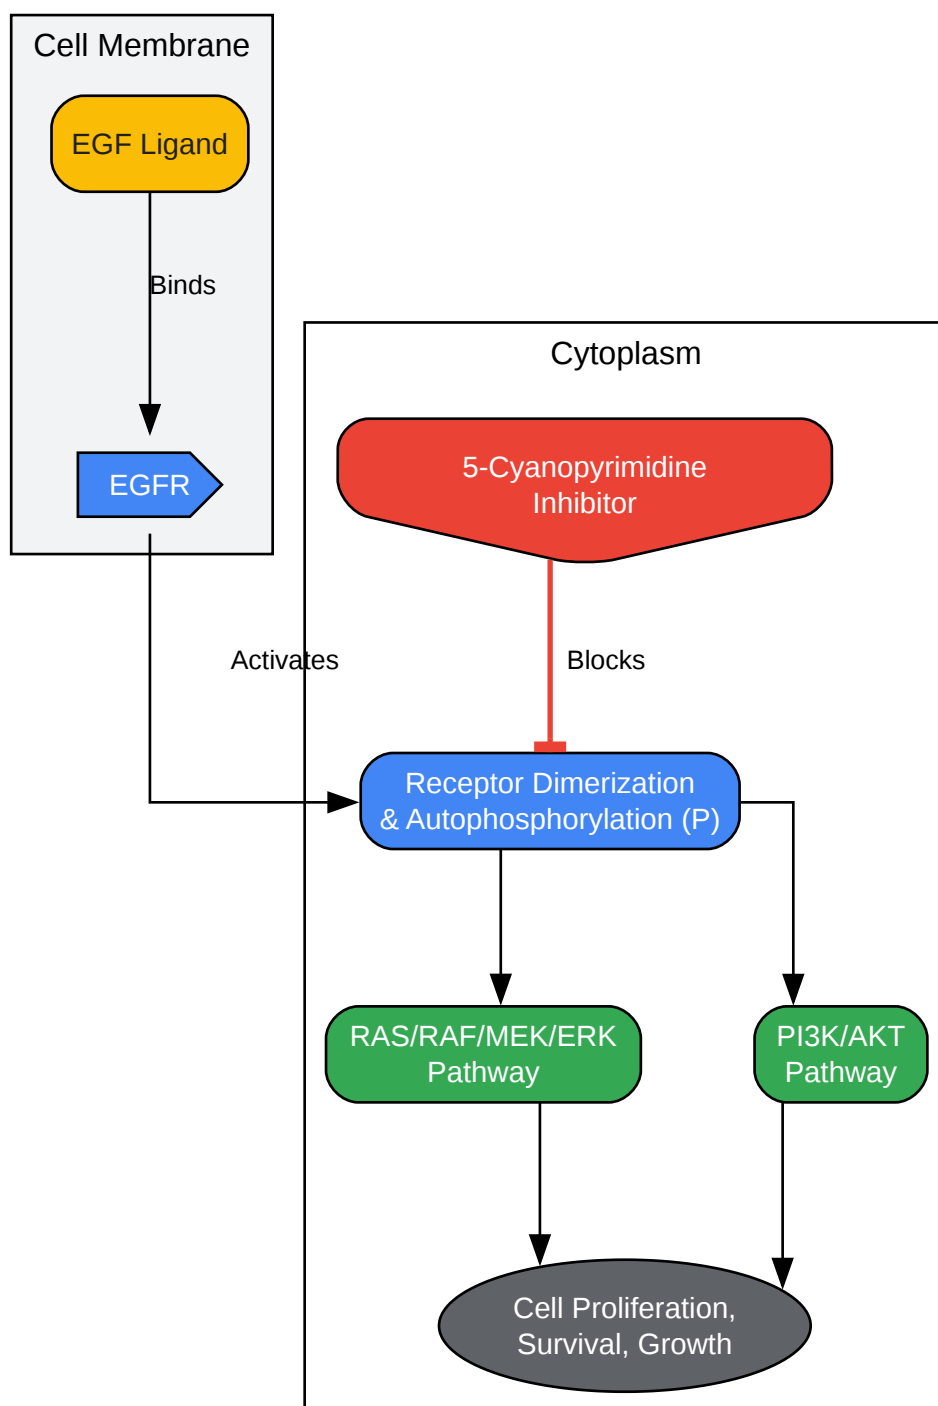 Cell Membrane
EGF Ligand
Binds
EGFR
Cytoplasm
5-Cyanopyrimidine
Inhibitor
Activates
Blocks
Receptor Dimerization
& Autophosphorylation (P)
RAS/RAF/MEK/ERK
Pathway
PI3K/AKT
Pathway
Cell Proliferation,
Survival, Growth